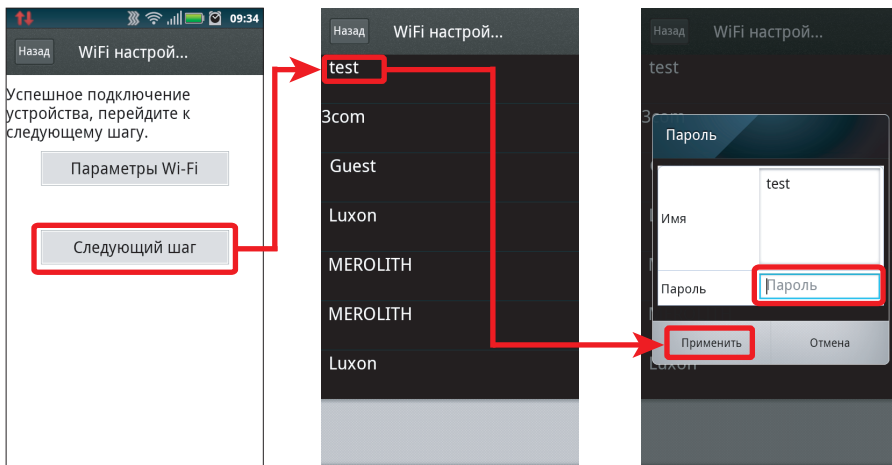 09:34
Назад WiFi настрой...
Успешное подключение
устройства, перейдите к
следующему шагу.
Параметры Wi-Fi
Следующий шаг
Назад WiFi настрой...
test
3com
Guest
Luxon
MEROLITH
MEROLITH
Luxon
Назад WiFi настрой...
test
3com
Пароль
Имя test
Пароль Пароль
Применить Отмена
Luxon